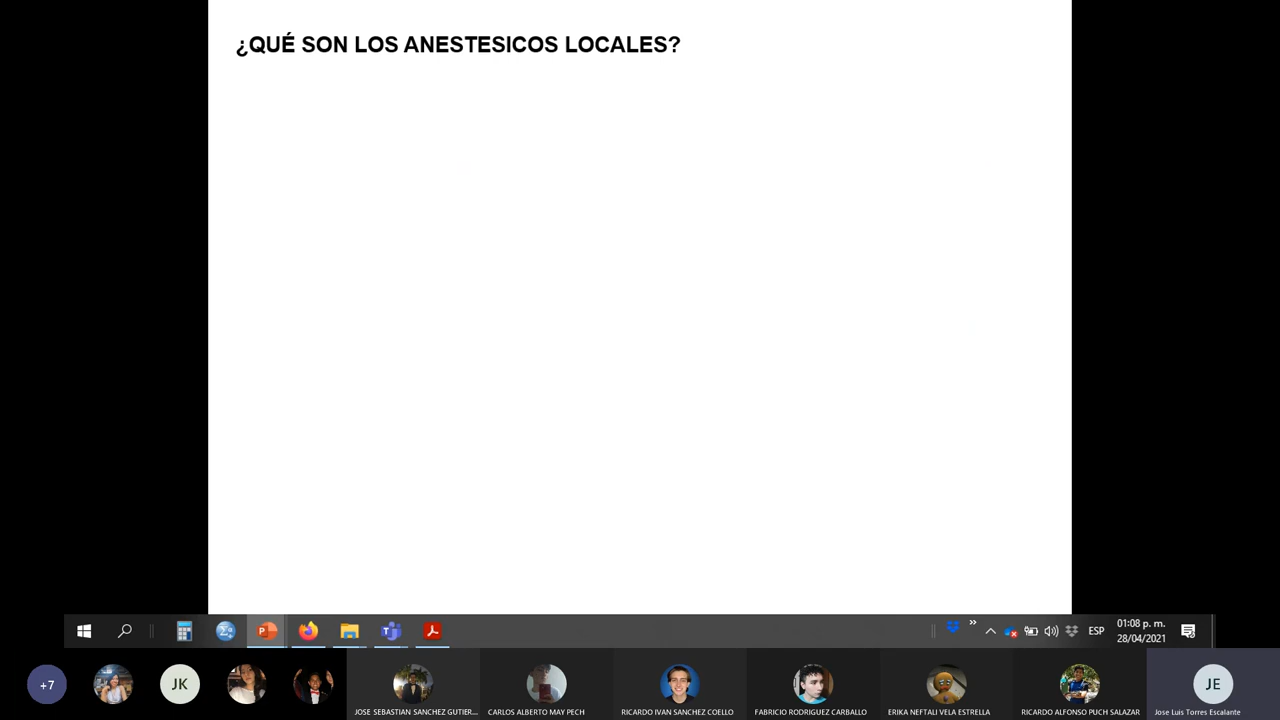 ¿QUÉ SON LOS ANESTESICOS LOCALES?
ESP
01:08 p. m.
28/04/2021
+7
JK
JOSE SEBASTIAN SANCHEZ GUTIER...
CARLOS ALBERTO MAY PECH
RICARDO IVAN SANCHEZ COELLO
FABRICIO RODRIGUEZ CARBALLO
ERIKA NEFTALI VELA ESTRELLA
RICARDO ALFONSO PUCH SALAZAR
JE
Jose Luis Torres Escalante